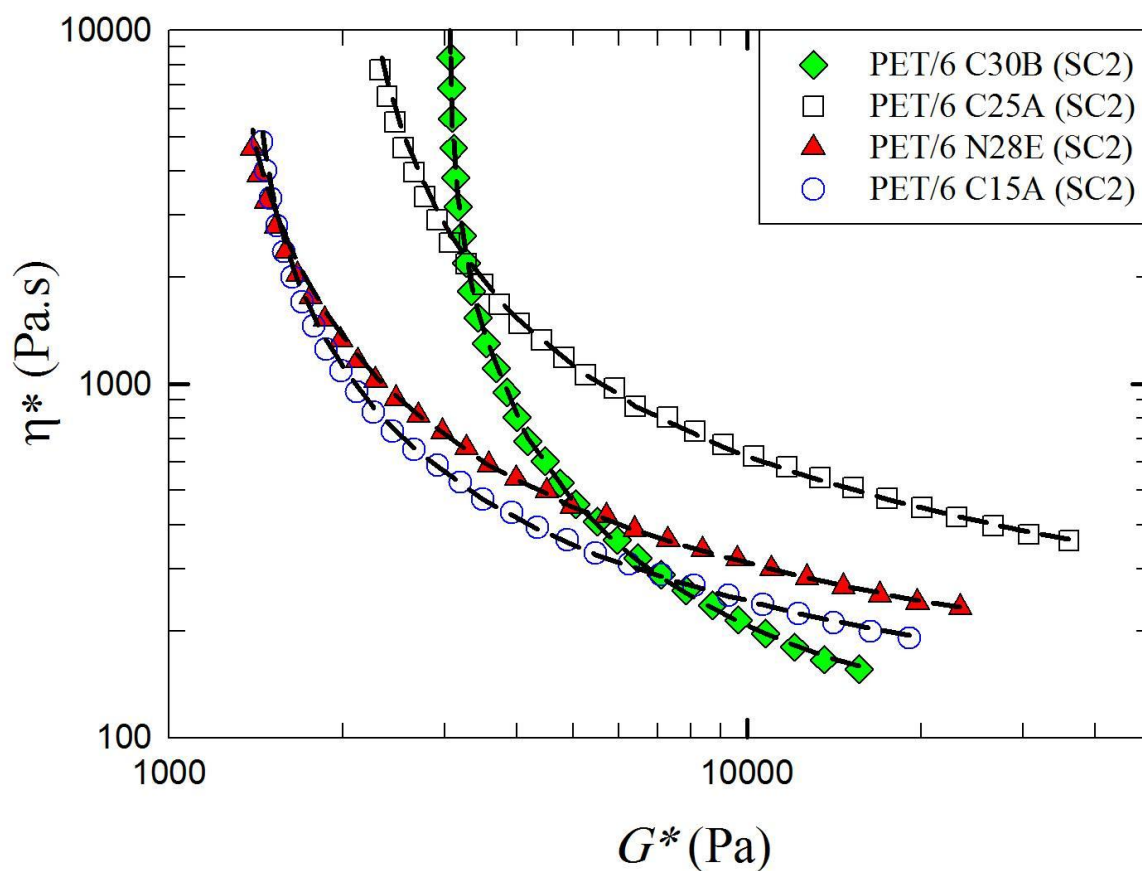 10000
PET/6 C30B (SC2)
PET/6 C25A (SC2)
PET/6 N28E (SC2)
PET/6 C15A (SC2)
η* (Pa.s)
1000
100
1000
10000
G* (Pa)